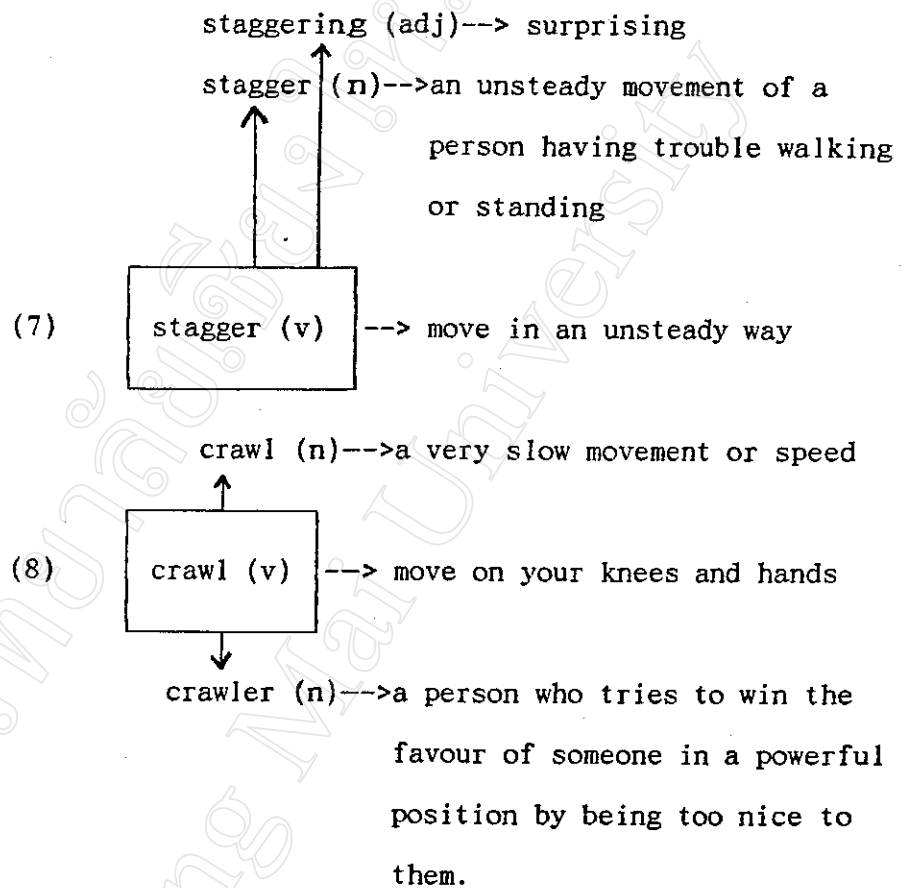 staggering (adj)--> surprising
stagger (n)-->an unsteady movement of a
person having trouble walking
or standing
(7) stagger (v) --> move in an unsteady way
crawl (n)-->a very slow movement or speed
(8) crawl (v) --> move on your knees and hands
crawler (n)-->a person who tries to win the
favour of someone in a powerful
position by being too nice to
them.
Mai University